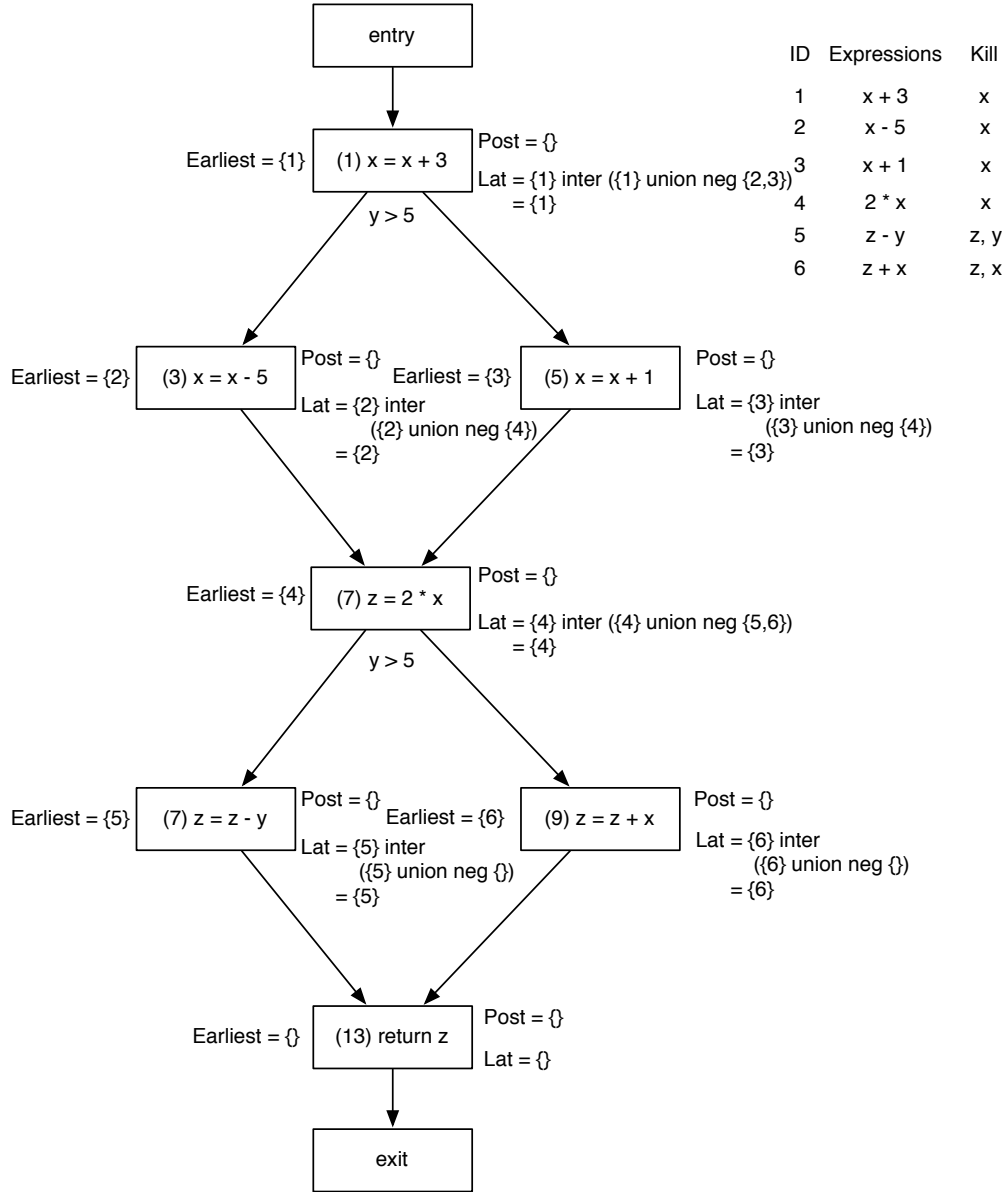 entry
ID Expressions Kill
1 x + 3 x
2 x - 5 x
3 x + 1 x
4 2 * x x
5 z - y z, y
6 z + x z, x
Earliest = {1}
(1) x = x + 3
Post = {}
Lat = {1} inter ({1} union neg {2,3})
= {1}
y > 5
Earliest = {2}
(3) x = x - 5
Post = {}
Lat = {2} inter
({2} union neg {4})
= {2}
Earliest = {3}
(5) x = x + 1
Post = {}
Lat = {3} inter
({3} union neg {4})
= {3}
Earliest = {4}
(7) z = 2 * x
Post = {}
Lat = {4} inter ({4} union neg {5,6})
= {4}
y > 5
Earliest = {5}
(7) z = z - y
Post = {}
Lat = {5} inter
({5} union neg {})
= {5}
Earliest = {6}
(9) z = z + x
Post = {}
Lat = {6} inter
({6} union neg {})
= {6}
Earliest = {}
(13) return z
Post = {}
Lat = {}
exit